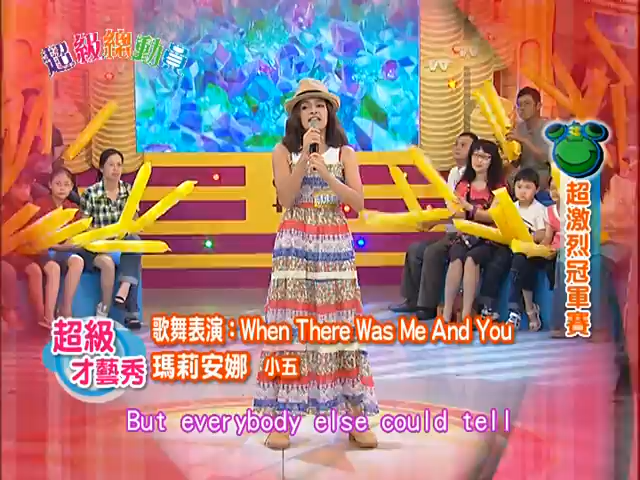 超級總動員
超激烈冠軍賽
超級
才藝秀
歌舞表演：When There Was Me And You
瑪莉安娜 小五
But everybody else could tell